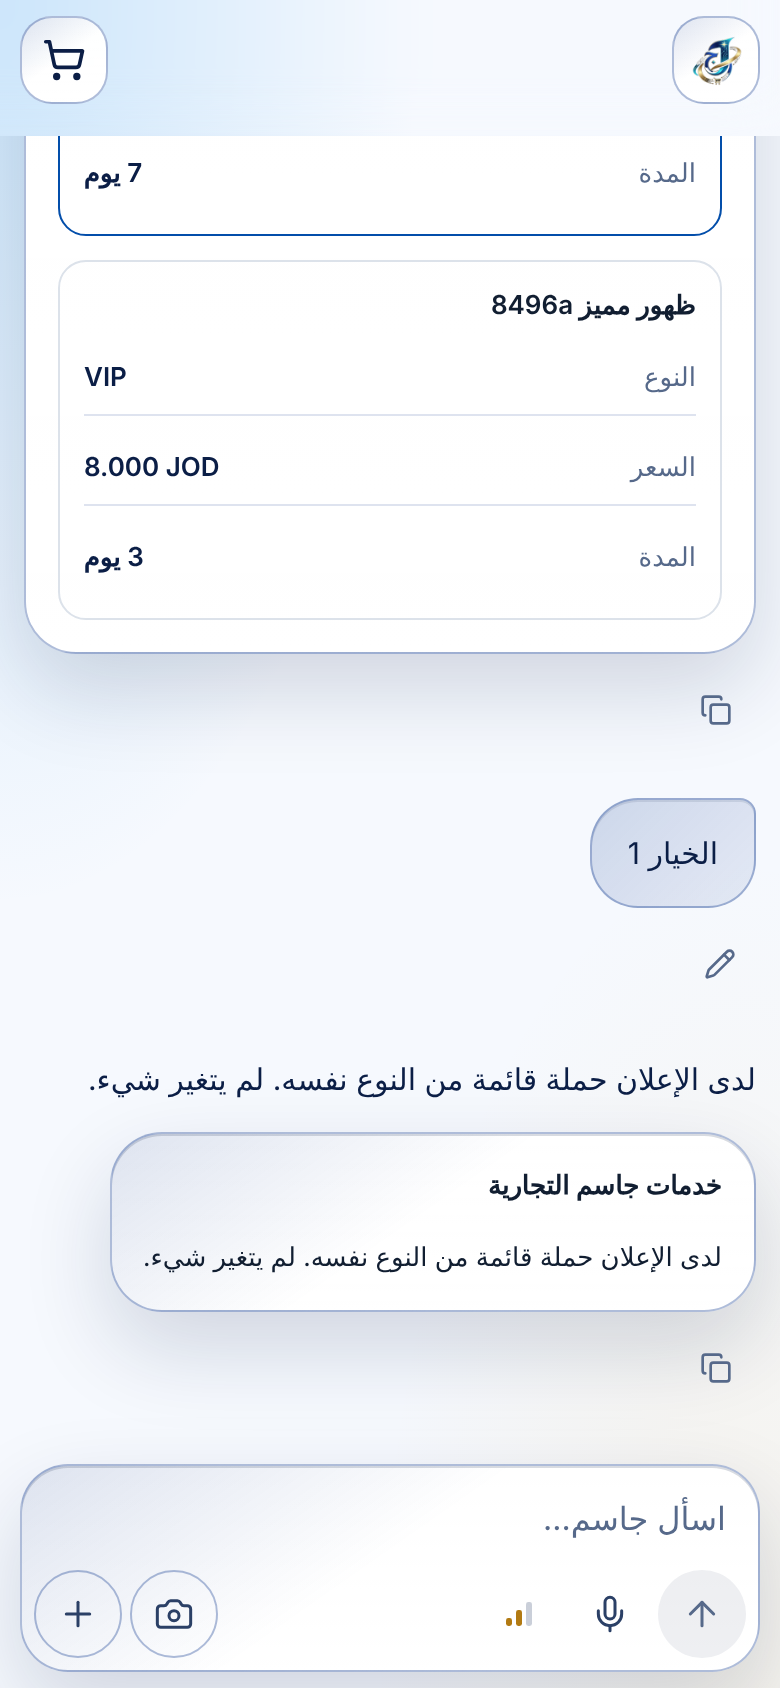 المدة
7 يوم
ظهور مميز 8496a
النوع
VIP
السعر
8.000 JOD
المدة
3 يوم
الخيار 1
لدى الإعلان حملة قائمة من النوع نفسه. لم يتغير شيء.
خدمات جاسم التجارية
لدى الإعلان حملة قائمة من النوع نفسه. لم يتغير شيء.
اسأل جاسم...